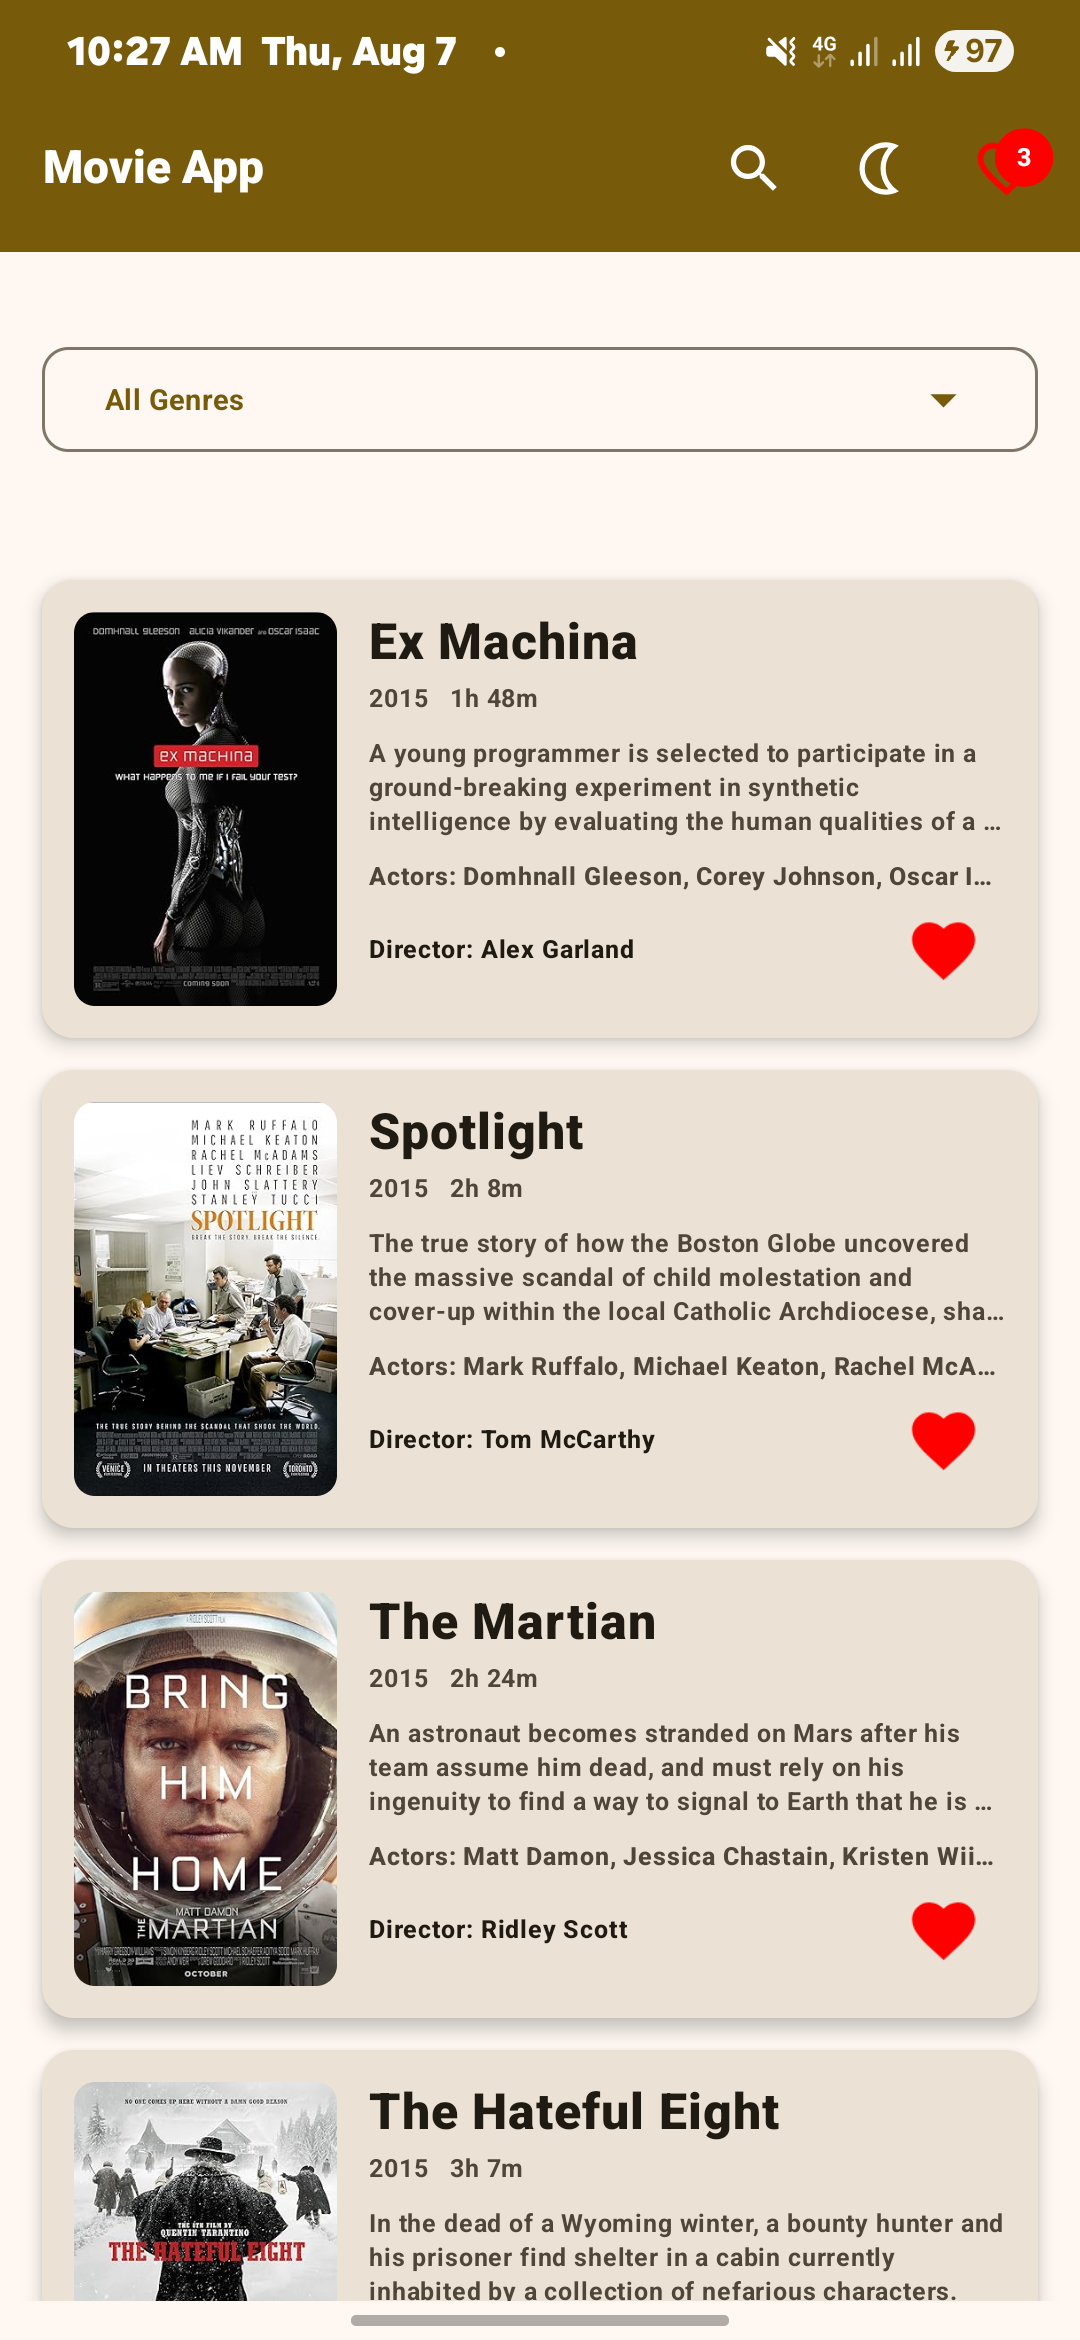 10:27 AM Thu, Aug 7
4G
97
Movie App
3
All Genres
DOMHNALL GLEESON ALICIA VIKANDER AND OSCAR ISAAC
EX MACHINA
WHAT HAPPENS TO ME IF I FAIL YOUR TEST?
COMING SOON
Ex Machina
2015 1h 48m
A young programmer is selected to participate in a
ground-breaking experiment in synthetic
intelligence by evaluating the human qualities of a ...
Actors: Domhnall Gleeson, Corey Johnson, Oscar I...
Director: Alex Garland
MARK RUFFALO
MICHAEL KEATON
RACHEL McADAMS
LIEV SCHREIBER
JOHN SLATTERY
STANLEY TUCCI
SPOTLIGHT
BREAK THE STORY. BREAK THE SILENCE.
THE TRUE STORY BEHIND THE SCANDAL THAT SHOOK THE WORLD.
VENICE
IN THEATERS THIS NOVEMBER
TORONTO
Spotlight
2015 2h 8m
The true story of how the Boston Globe uncovered
the massive scandal of child molestation and
cover-up within the local Catholic Archdiocese, sha...
Actors: Mark Ruffalo, Michael Keaton, Rachel McA...
Director: Tom McCarthy
A RIDLEY SCOTT FILM
BRING
HIM
HOME
MATT DAMON
THE MARTIAN
OCTOBER
The Martian
2015 2h 24m
An astronaut becomes stranded on Mars after his
team assume him dead, and must rely on his
ingenuity to find a way to signal to Earth that he is ...
Actors: Matt Damon, Jessica Chastain, Kristen Wii...
Director: Ridley Scott
NO ONE COMES UP HERE WITHOUT A DAMN GOOD REASON
THE 8TH FILM BY
QUENTIN TARANTINO
THE HATEFUL EIGHT
The Hateful Eight
2015 3h 7m
In the dead of a Wyoming winter, a bounty hunter and
his prisoner find shelter in a cabin currently
inhabited by a collection of nefarious characters.